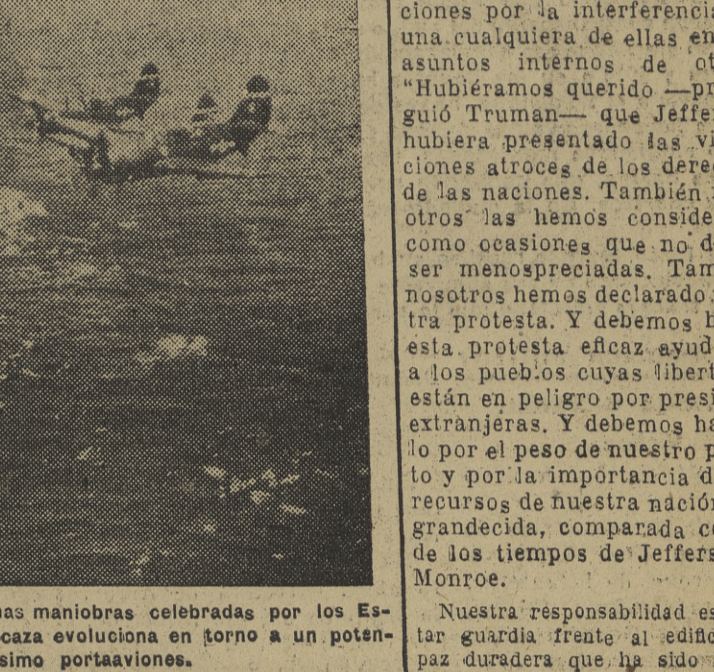 ciones por la interferenci
una cualquiera de ellas en
asuntos internos de ot
“Hubiéramos querido —pr
guió Truman— que Jeffe
hubiera presentado las vi
ciones atroces de los dere
de las naciones. También
otros las hemos conside
como ocasiones que no d
ser menospreciadas. Tam
nosotros hemos declarado
tra protesta. Y debemos h
esta protesta eficaz ayud
a los pueblos cuyas libert
están en peligro por presi
extranjeras. Y debemos ha
lo por el peso de nuestro p
to y por la importancia d
recursos de nuestra nació
grandecida, comparada c
de los tiempos de Jeffers
Monroe.
Nuestra responsabilidad es
tar guardia frente al edific
paz duradera que ha sido
as maniobras celebradas por los Es-
caza evoluciona en torno a un poten-
simo portaaviones.